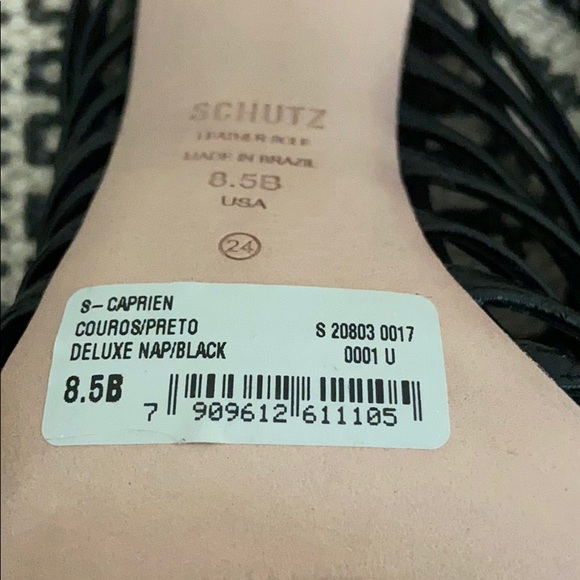 SCHUTZ
LEATHER SOLE
MADE IN BRAZIL
8.5B
USA
24
S-CAPRIEN
COUROS/PRETO
DELUXE NAP/BLACK
S 20803 0017
0001 U
8.5B
7 909612 611105